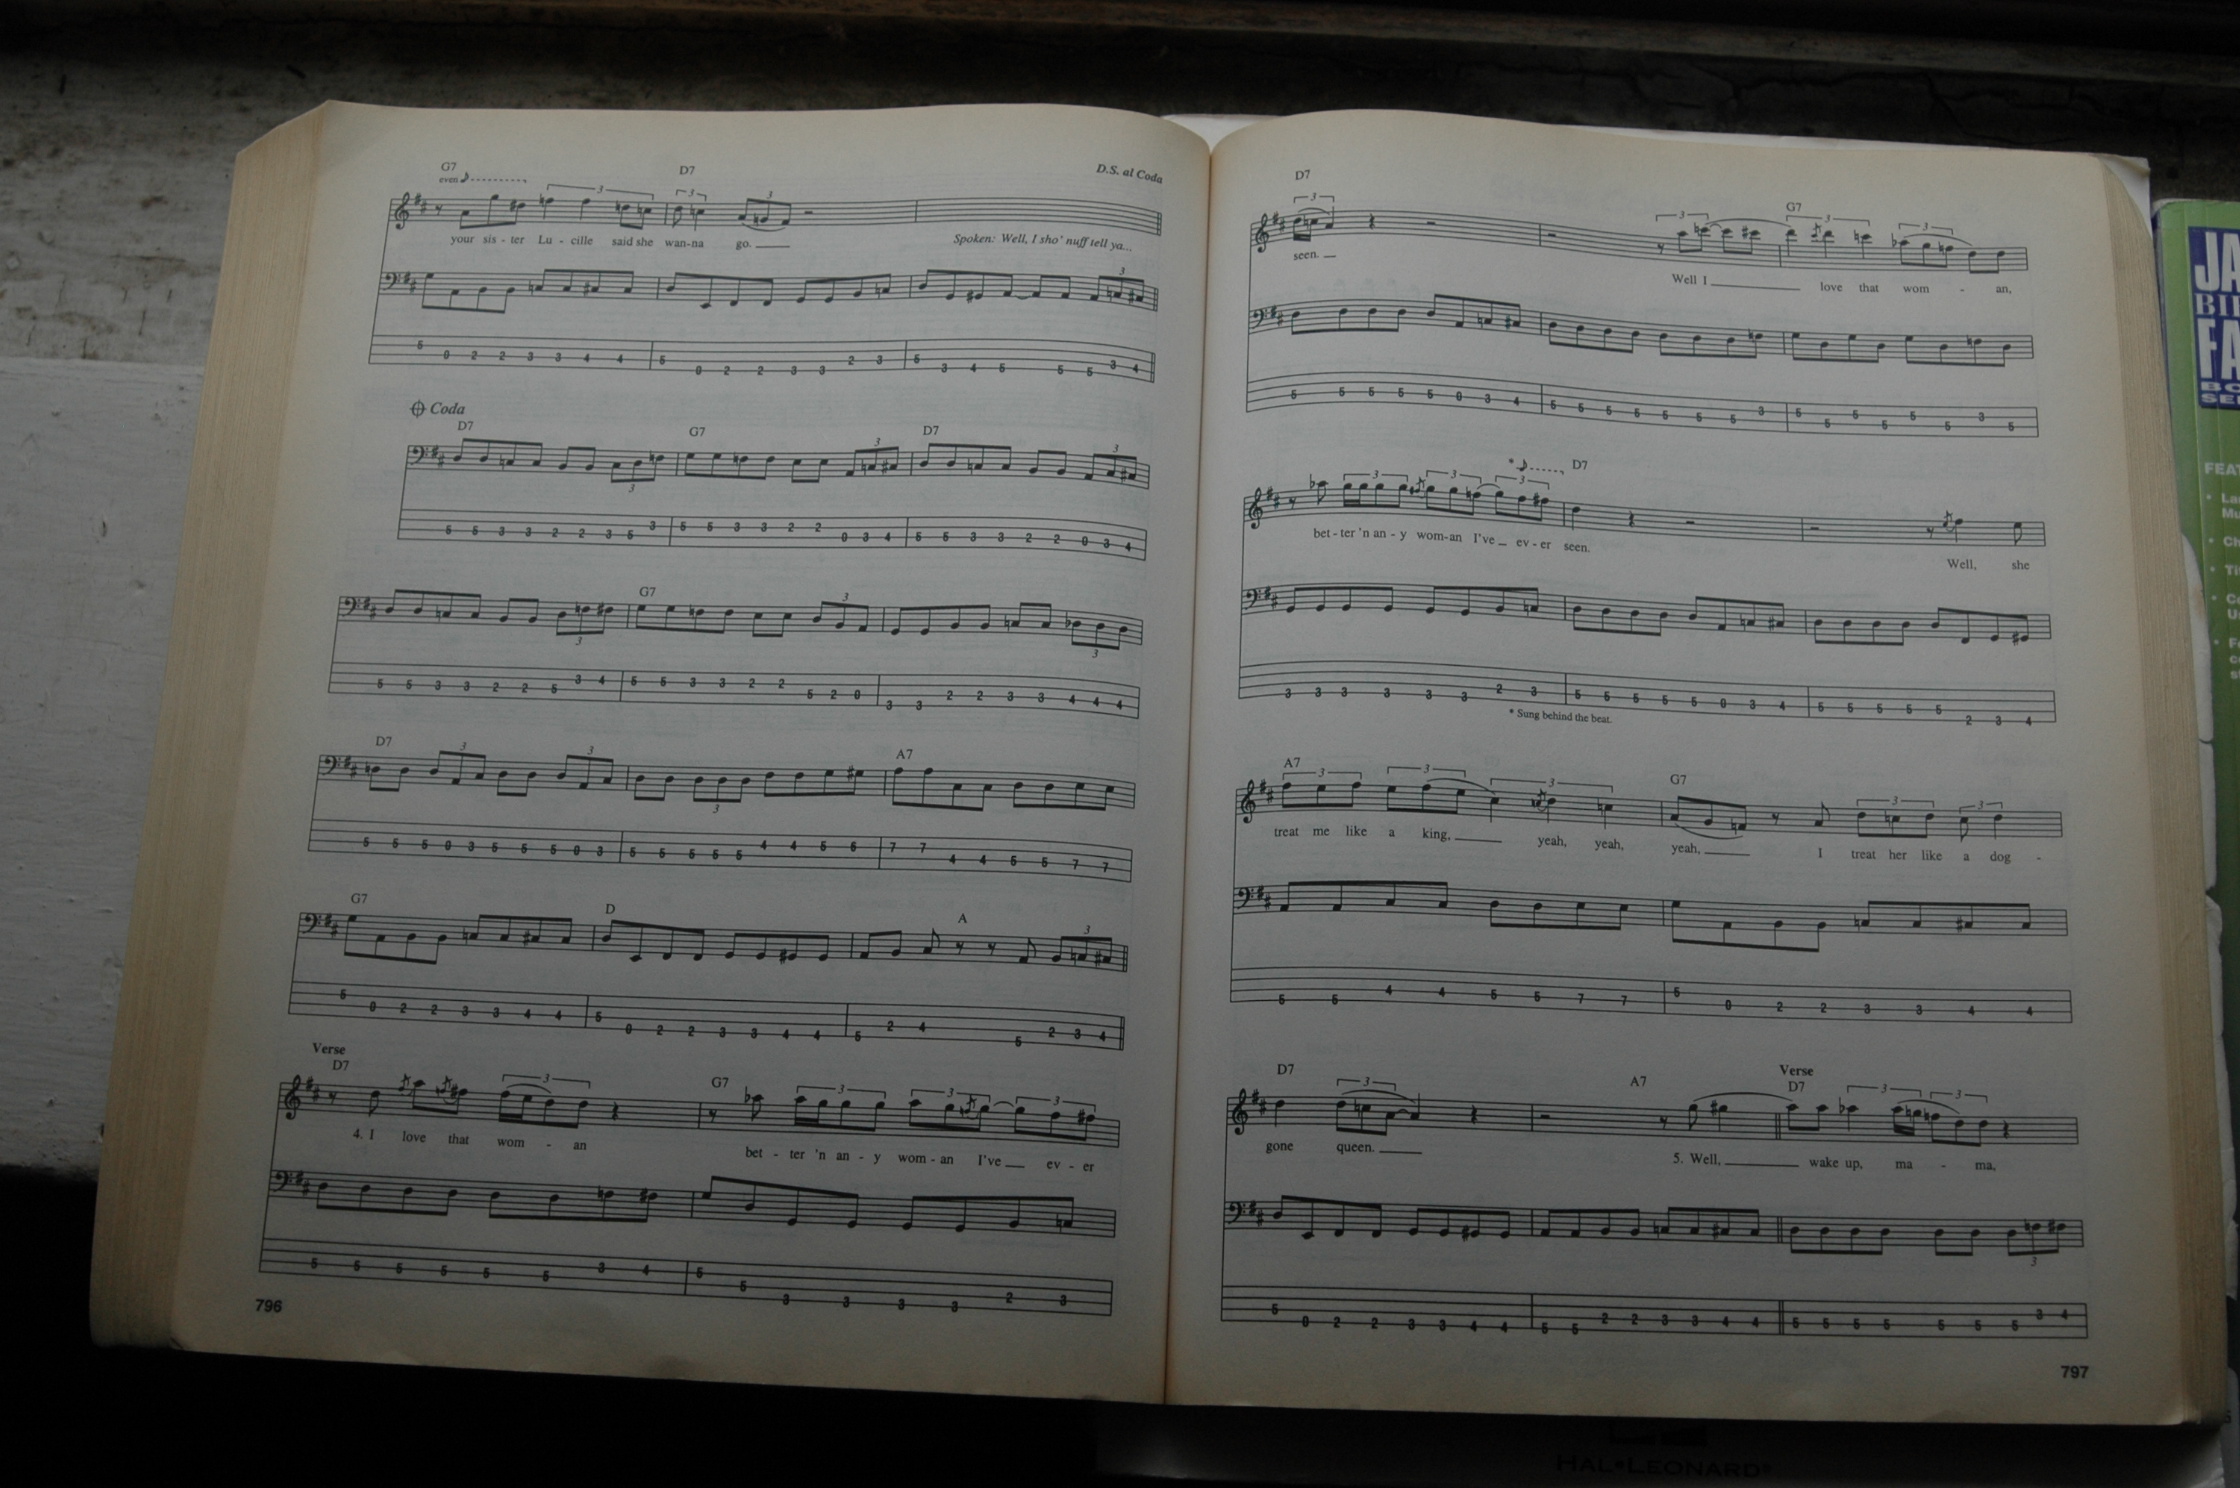 G7 D7 D.S. al Coda
even
your sis - ter Lu - cille said she wan-na go. Spoken: Well, I sho' nuff tell ya...
5 0 2 2 3 3 4 4 5 0 2 2 3 3 2 3 5 3 4 5 5 5 3 4
Coda
D7 G7 D7
5 5 3 3 2 2 3 5 3 5 5 3 3 2 2 0 3 4 5 5 3 3 2 2 0 3 4
G7
5 5 3 3 2 2 5 3 4 5 5 3 3 2 2 5 2 0 3 3 2 2 3 3 4 4 4
D7 A7
5 5 5 0 3 5 5 5 0 3 5 5 5 5 5 4 4 5 6 7 7 4 4 5 5 7 7
G7 D A
5 0 2 2 3 3 4 4 5 0 2 2 3 3 4 4 5 2 4 5 2 3 4
Verse
D7 G7
4. I love that wom - an bet - ter 'n an - y wom - an I've ev - er
5 5 5 5 5 5 3 4 5 5 3 3 3 3 2 3
796
D7 G7
seen. Well I love that wom - an,
5 5 5 5 5 0 3 4 5 5 5 5 5 5 5 3 5 5 5 5 5 5 3 5
* D7
bet - ter 'n an - y wom-an I've ev - er seen. Well, she
3 3 3 3 3 3 2 3 5 5 5 5 5 0 3 4 5 5 5 5 5 2 3 4
* Sung behind the beat.
A7 G7
treat me like a king, yeah, yeah, yeah, I treat her like a dog -
5 5 4 4 5 5 7 7 5 0 2 2 3 3 4 4
Verse
D7 A7 D7
gone queen. 5. Well, wake up, ma - ma,
5 0 2 2 3 3 4 4 5 5 2 2 3 3 4 4 5 5 5 5 5 5 5 3 4
797
HAL•LEONARD®